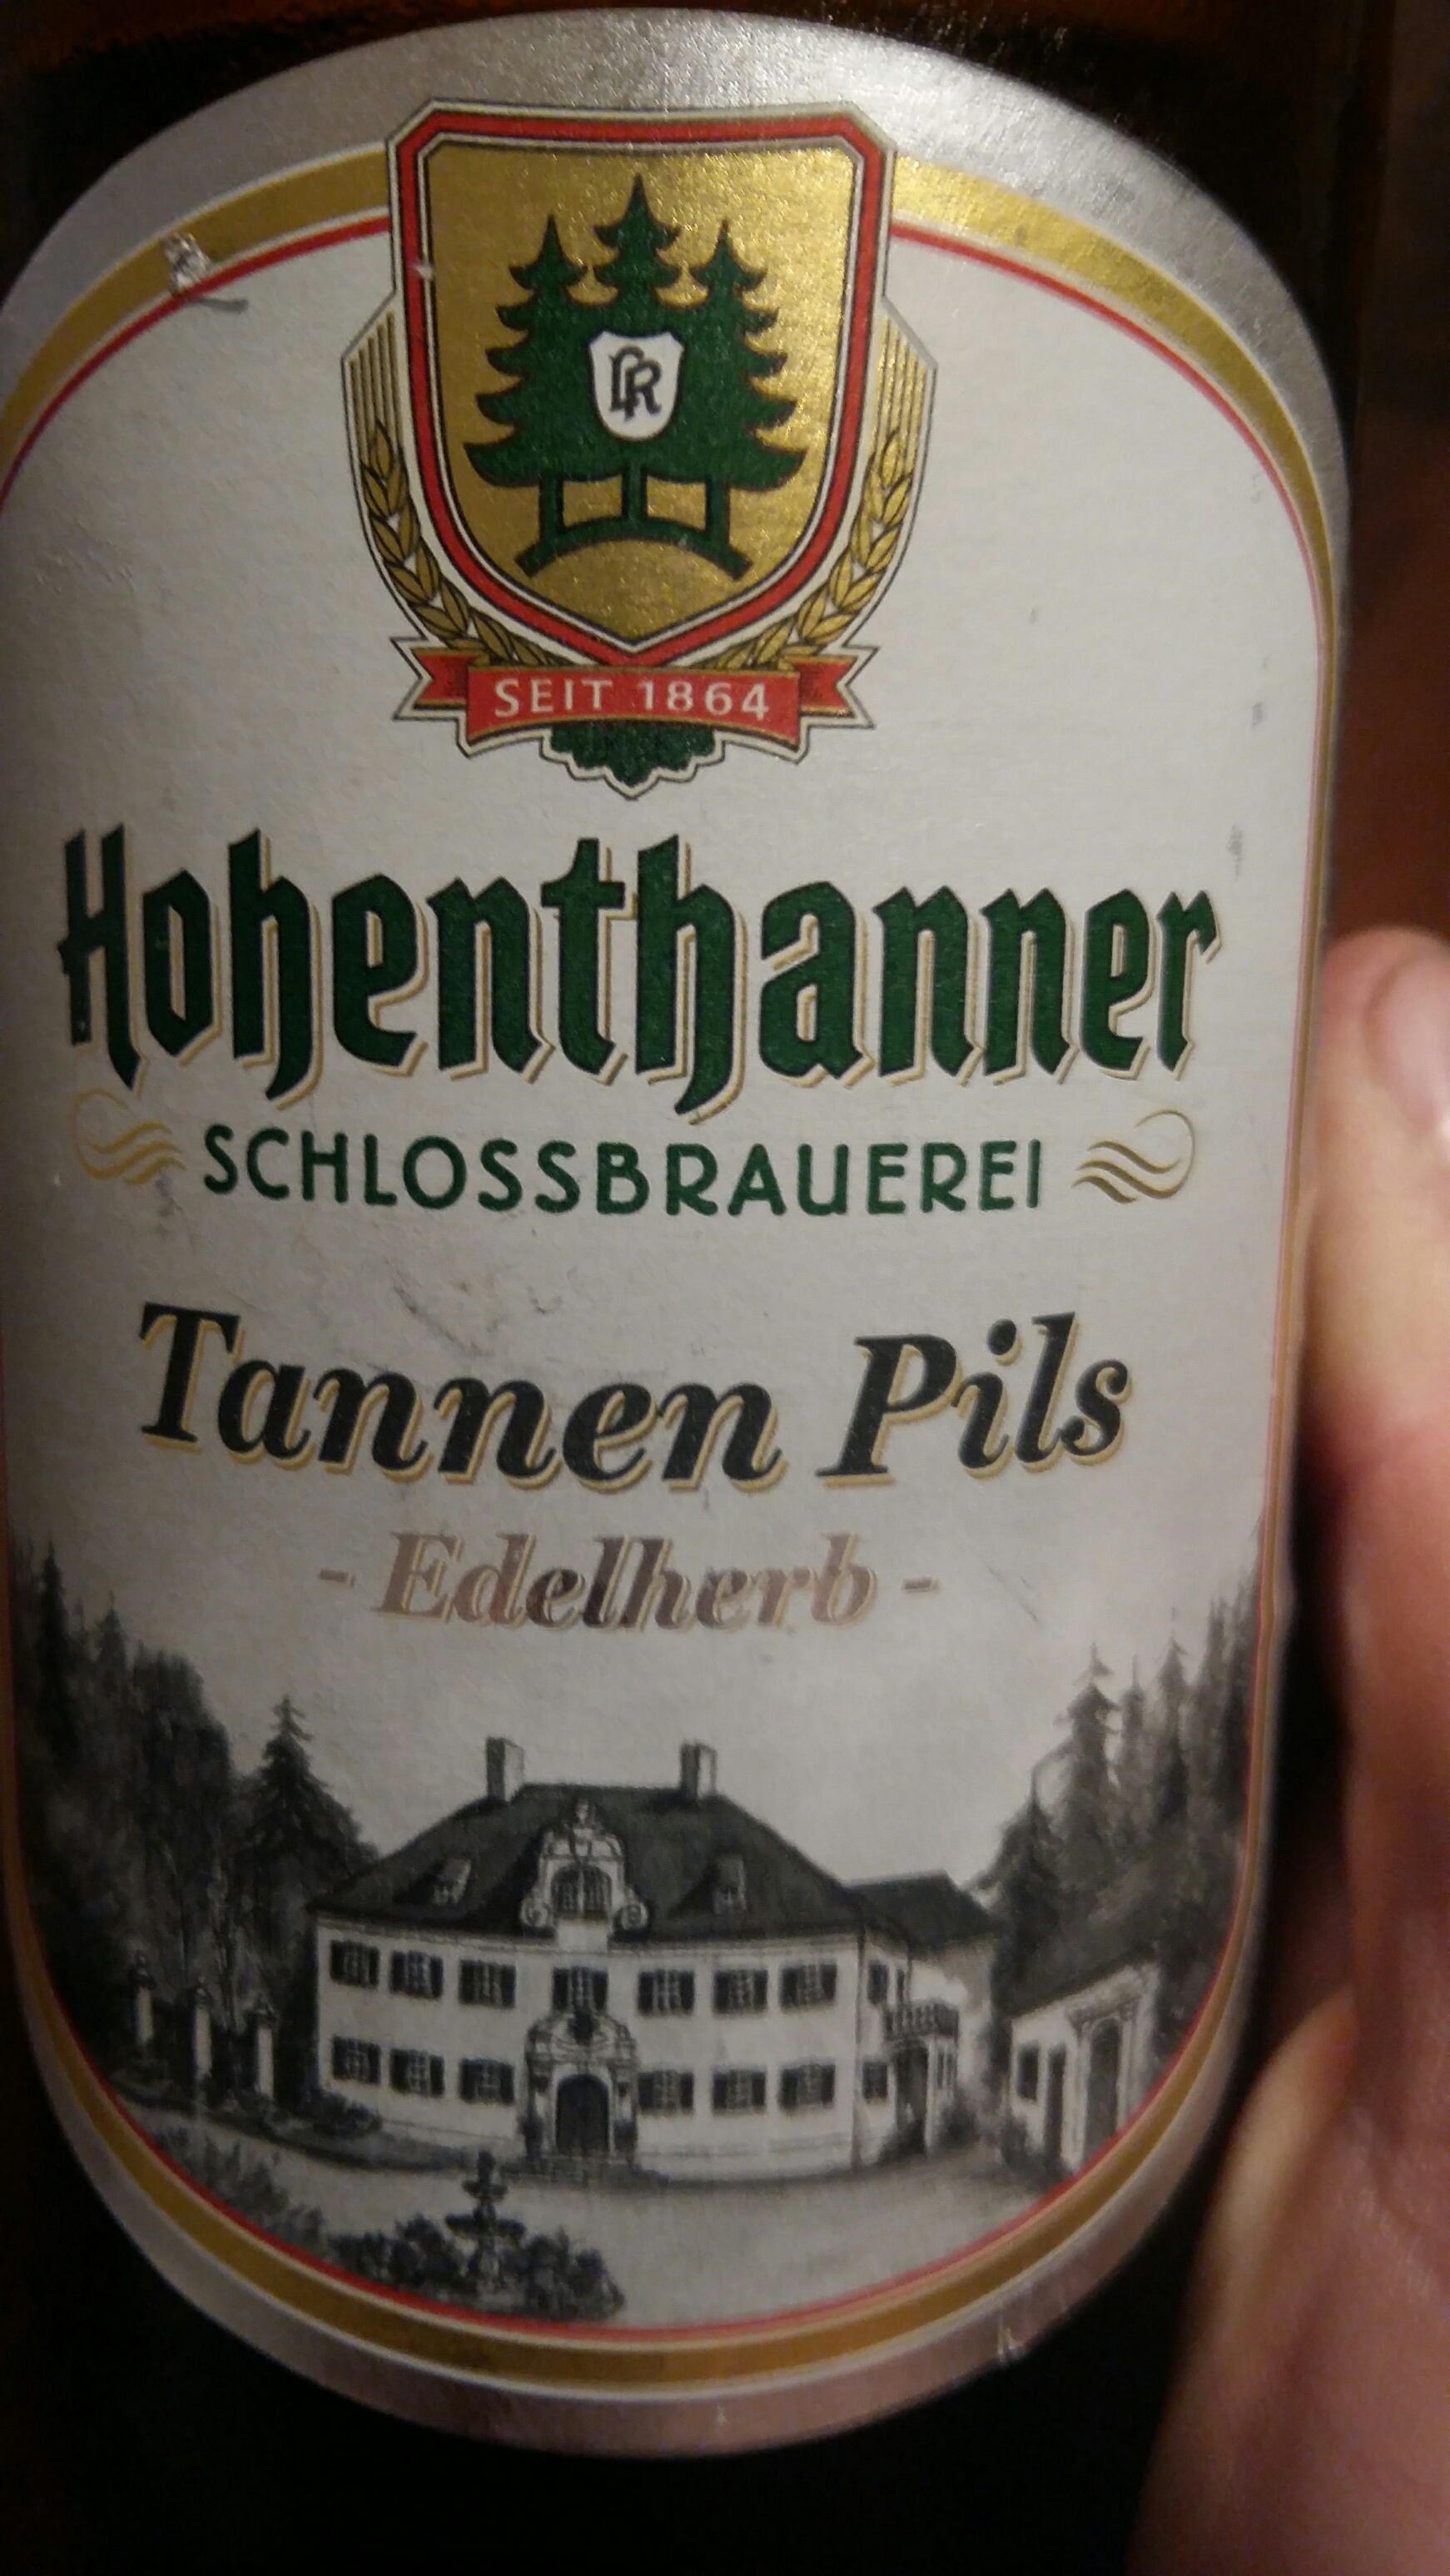 LR
SEIT 1864
Hohenthanner
SCHLOSSBRAUEREI
Tannen Pils
- Edelherb -